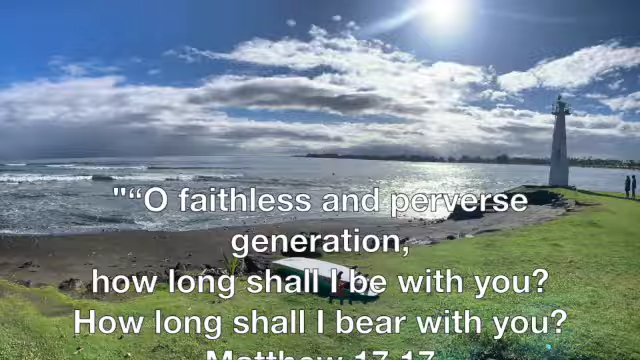 "“O faithless and perverse
generation,
how long shall I be with you?
How long shall I bear with you?
Matthew 17:17